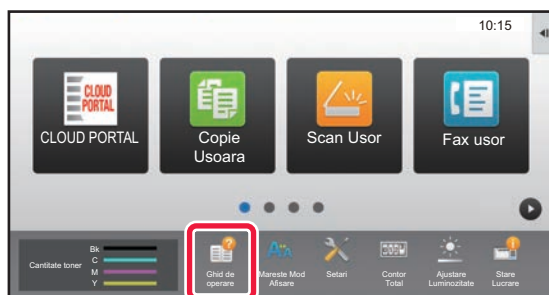 10:15
CLOUD
PORTAL
CLOUD PORTAL
Copie
Usoara
Scan Usor
Fax usor
Cantitate toner
Bk
C
M
Y
Ghid de
operare
Mareste Mod
Afisare
Setari
Contor
Total
Ajustare
Luminozitate
Stare
Lucrare